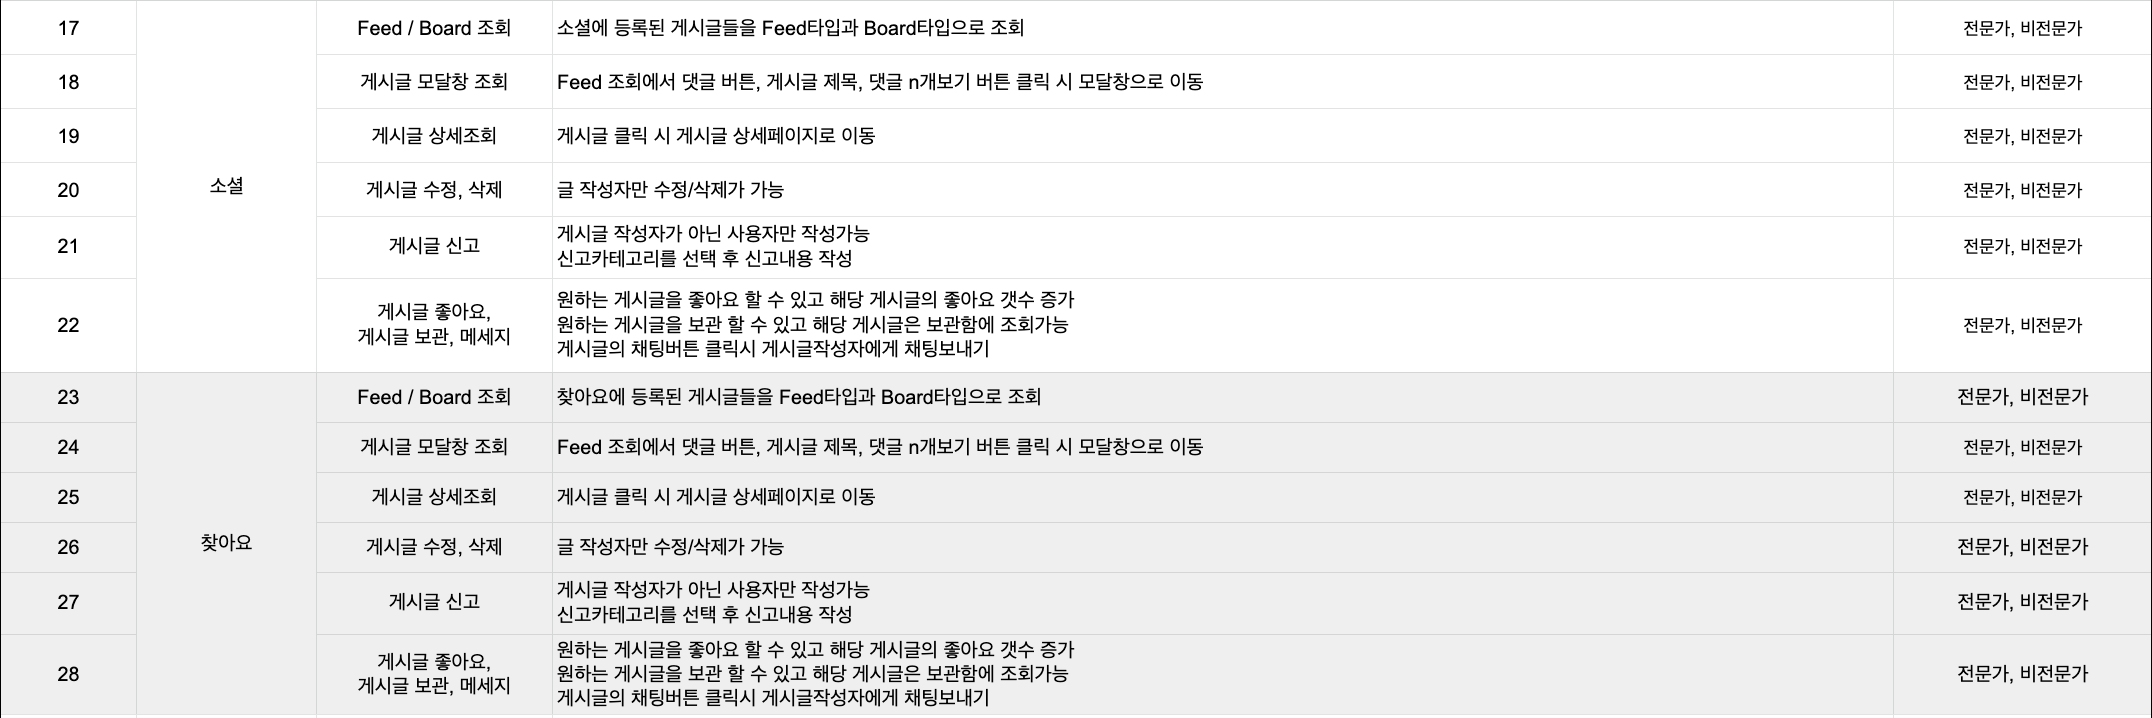 17
Feed / Board 조회
소셜에 등록된 게시글들을 Feed타입과 Board타입으로 조회
전문가, 비전문가
18
게시글 모달창 조회
Feed 조회에서 댓글 버튼, 게시글 제목, 댓글 n개보기 버튼 클릭 시 모달창으로 이동
전문가, 비전문가
19
게시글 상세조회
게시글 클릭 시 게시글 상세페이지로 이동
전문가, 비전문가
소셜
20
게시글 수정, 삭제
글 작성자만 수정/삭제가 가능
전문가, 비전문가
21
게시글 신고
게시글 작성자가 아닌 사용자만 작성가능
신고카테고리를 선택 후 신고내용 작성
전문가, 비전문가
22
게시글 좋아요,
게시글 보관, 메세지
원하는 게시글을 좋아요 할 수 있고 해당 게시글의 좋아요 갯수 증가
원하는 게시글을 보관 할 수 있고 해당 게시글은 보관함에 조회가능
게시글의 채팅버튼 클릭시 게시글작성자에게 채팅보내기
전문가, 비전문가
23
Feed / Board 조회
찾아요에 등록된 게시글들을 Feed타입과 Board타입으로 조회
전문가, 비전문가
24
게시글 모달창 조회
Feed 조회에서 댓글 버튼, 게시글 제목, 댓글 n개보기 버튼 클릭 시 모달창으로 이동
전문가, 비전문가
25
게시글 상세조회
게시글 클릭 시 게시글 상세페이지로 이동
전문가, 비전문가
찾아요
26
게시글 수정, 삭제
글 작성자만 수정/삭제가 가능
전문가, 비전문가
27
게시글 신고
게시글 작성자가 아닌 사용자만 작성가능
신고카테고리를 선택 후 신고내용 작성
전문가, 비전문가
28
게시글 좋아요,
게시글 보관, 메세지
원하는 게시글을 좋아요 할 수 있고 해당 게시글의 좋아요 갯수 증가
원하는 게시글을 보관 할 수 있고 해당 게시글은 보관함에 조회가능
게시글의 채팅버튼 클릭시 게시글작성자에게 채팅보내기
전문가, 비전문가